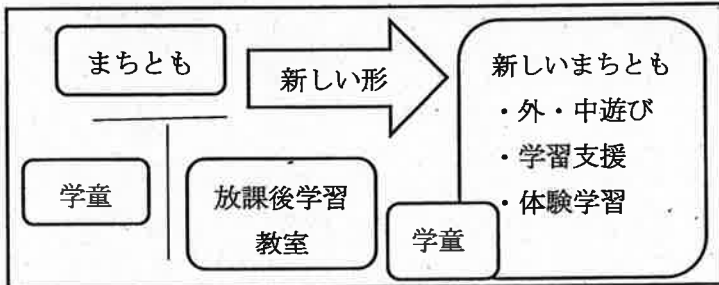 まちとも
学童
放課後学習
教室
新しい形
新しいまちとも
・外・中遊び
・学習支援
・体験学習
学童